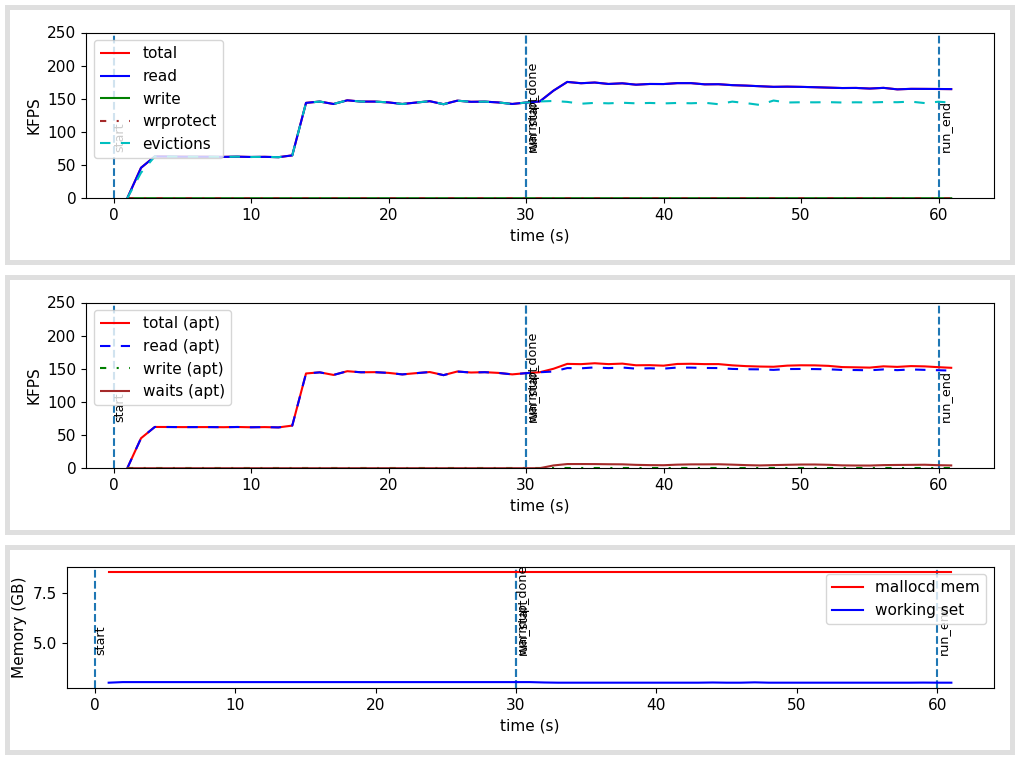 250
200
150
100
50
0
KFPS
total
read
write
wrprotect
evictions
start
run_end
0 10 20 30 40 50 60
time (s)
250
200
150
100
50
0
KFPS
total (apt)
read (apt)
write (apt)
waits (apt)
start
run_end
0 10 20 30 40 50 60
time (s)
7.5
5.0
Memory (GB)
mallocd mem
working set
start
0 10 20 30 40 50 60
time (s)